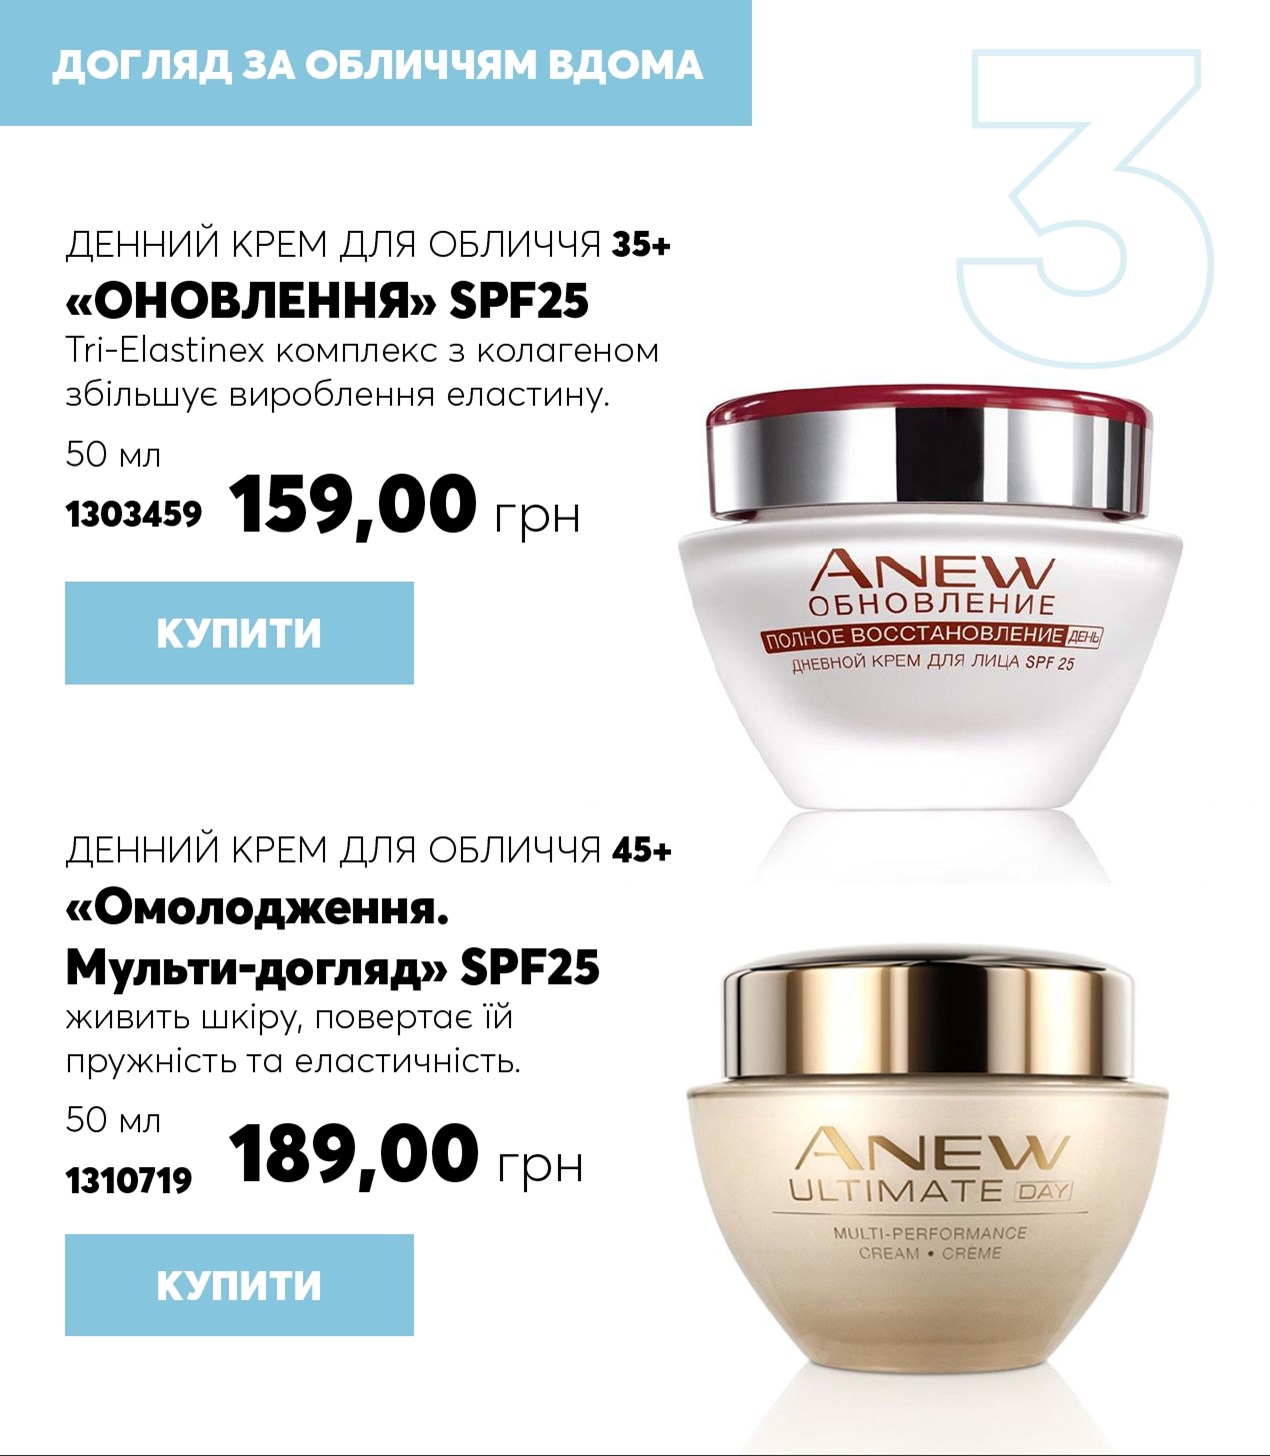 ДОГЛЯД ЗА ОБЛИЧЧЯМ ВДОМА
3
ДЕННИЙ КРЕМ ДЛЯ ОБЛИЧЧЯ 35+
«ОНОВЛЕННЯ» SPF25
Tri-Elastinex комплекс з колагеном
збільшує вироблення еластину.
50 мл
1303459 159,00 грн
КУПИТИ
ANEW
ОБНОВЛЕНИЕ
ПОЛНОЕ ВОССТАНОВЛЕНИЕ ДЕНЬ
ДНЕВНОЙ КРЕМ ДЛЯ ЛИЦА SPF 25
ДЕННИЙ КРЕМ ДЛЯ ОБЛИЧЧЯ 45+
«Омолодження.
Мульти-догляд» SPF25
живить шкіру, повертає їй
пружність та еластичність.
50 мл
1310719 189,00 грн
КУПИТИ
ANEW
ULTIMATE DAY
MULTI-PERFORMANCE
CREAM • CRÈME